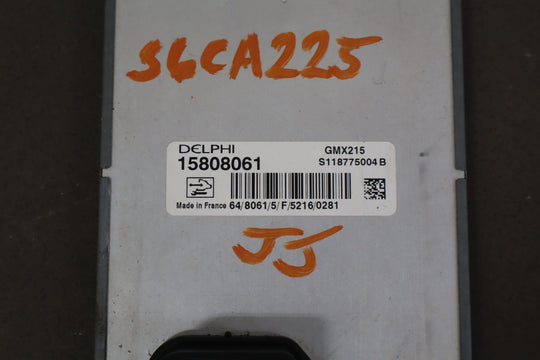 S6CA225
DELPHI
GMX215
15808061
S118775004 B
Made in France
64/8061/5/F/5216/0281
JJ